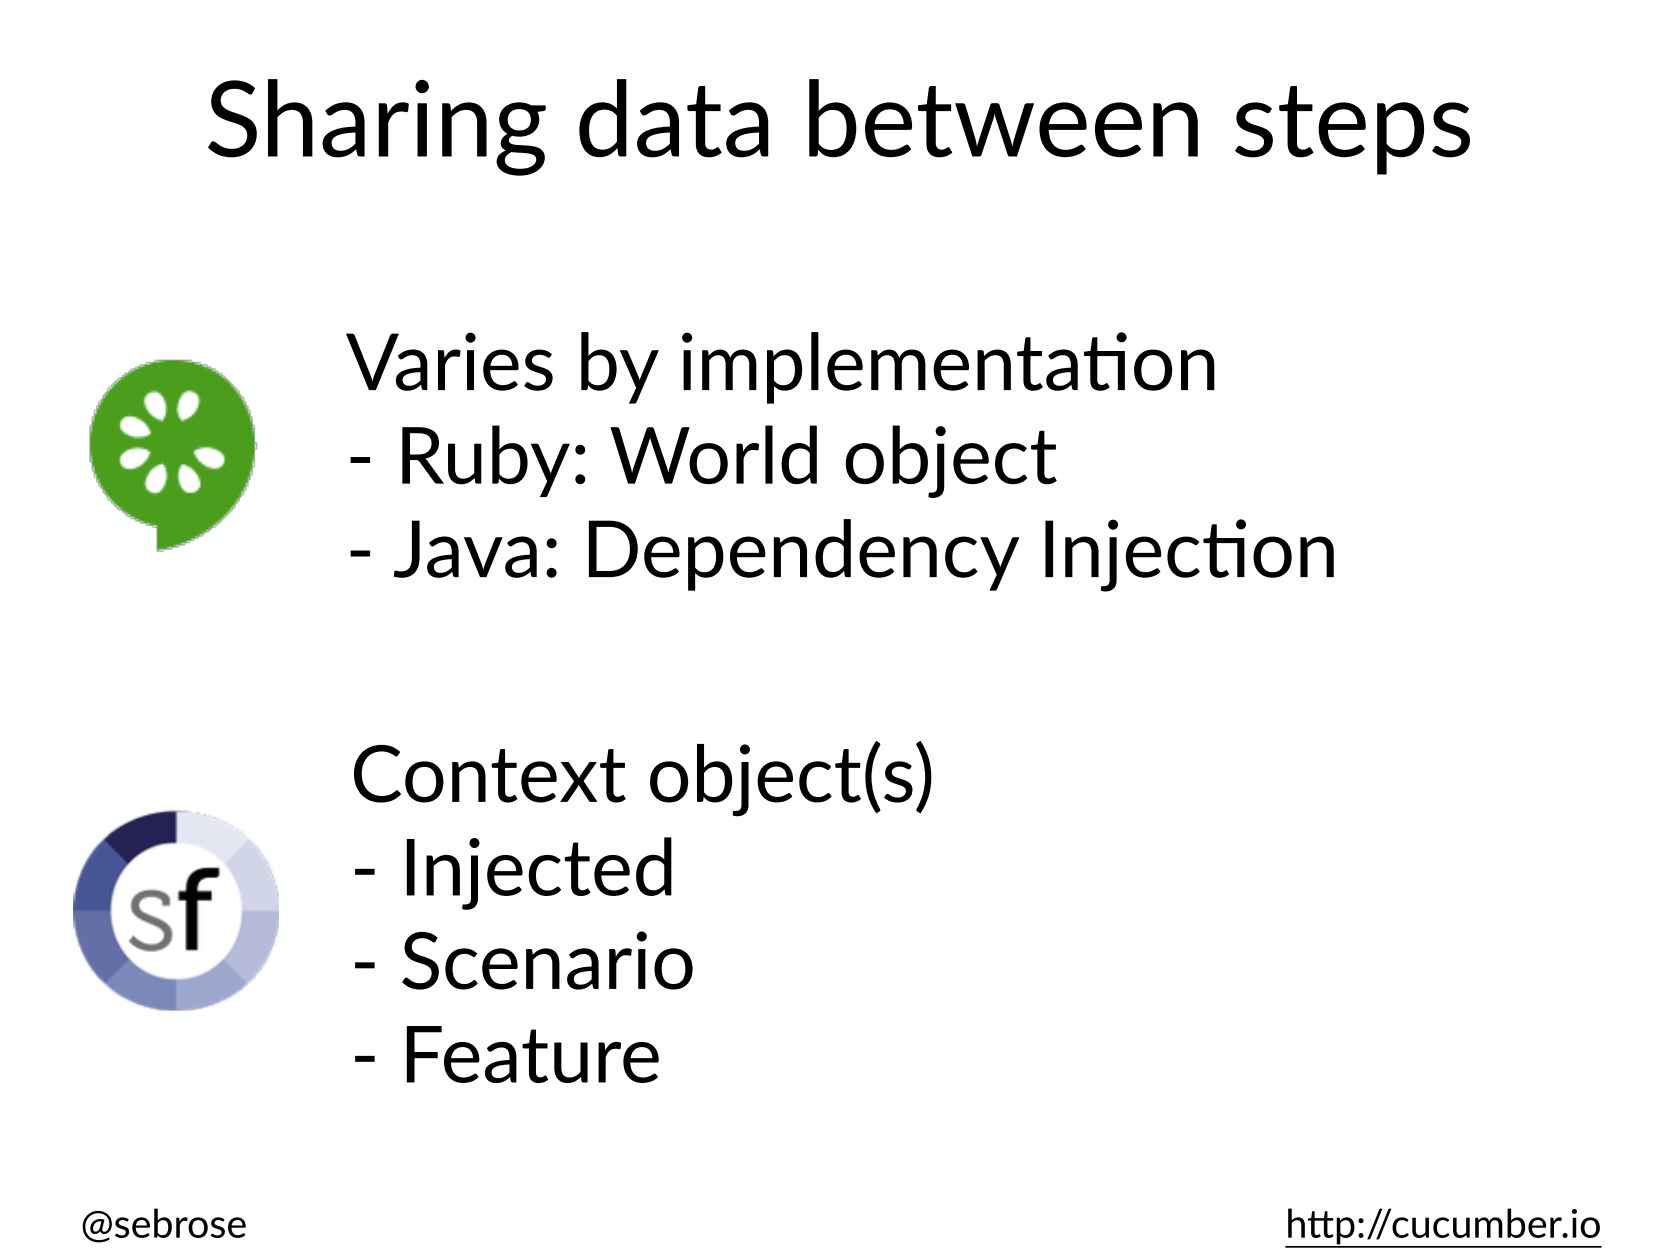 Sharing data between steps
Varies by implementation
- Ruby: World object
- Java: Dependency Injection
Context object(s)
- Injected
- Scenario
- Feature
sf
@sebrose
http://cucumber.io